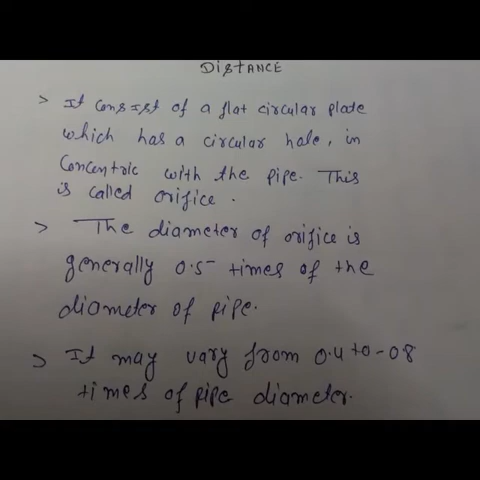 DISTANCE
> It consist of a flat circular plate
which has a circular hole, in
concentric with the pipe. This
is called orifice.
> The diameter of orifice is
generally 0.5 times of the
diameter of pipe.
> It may vary from 0.4 to - 08
times of pipe diameter.